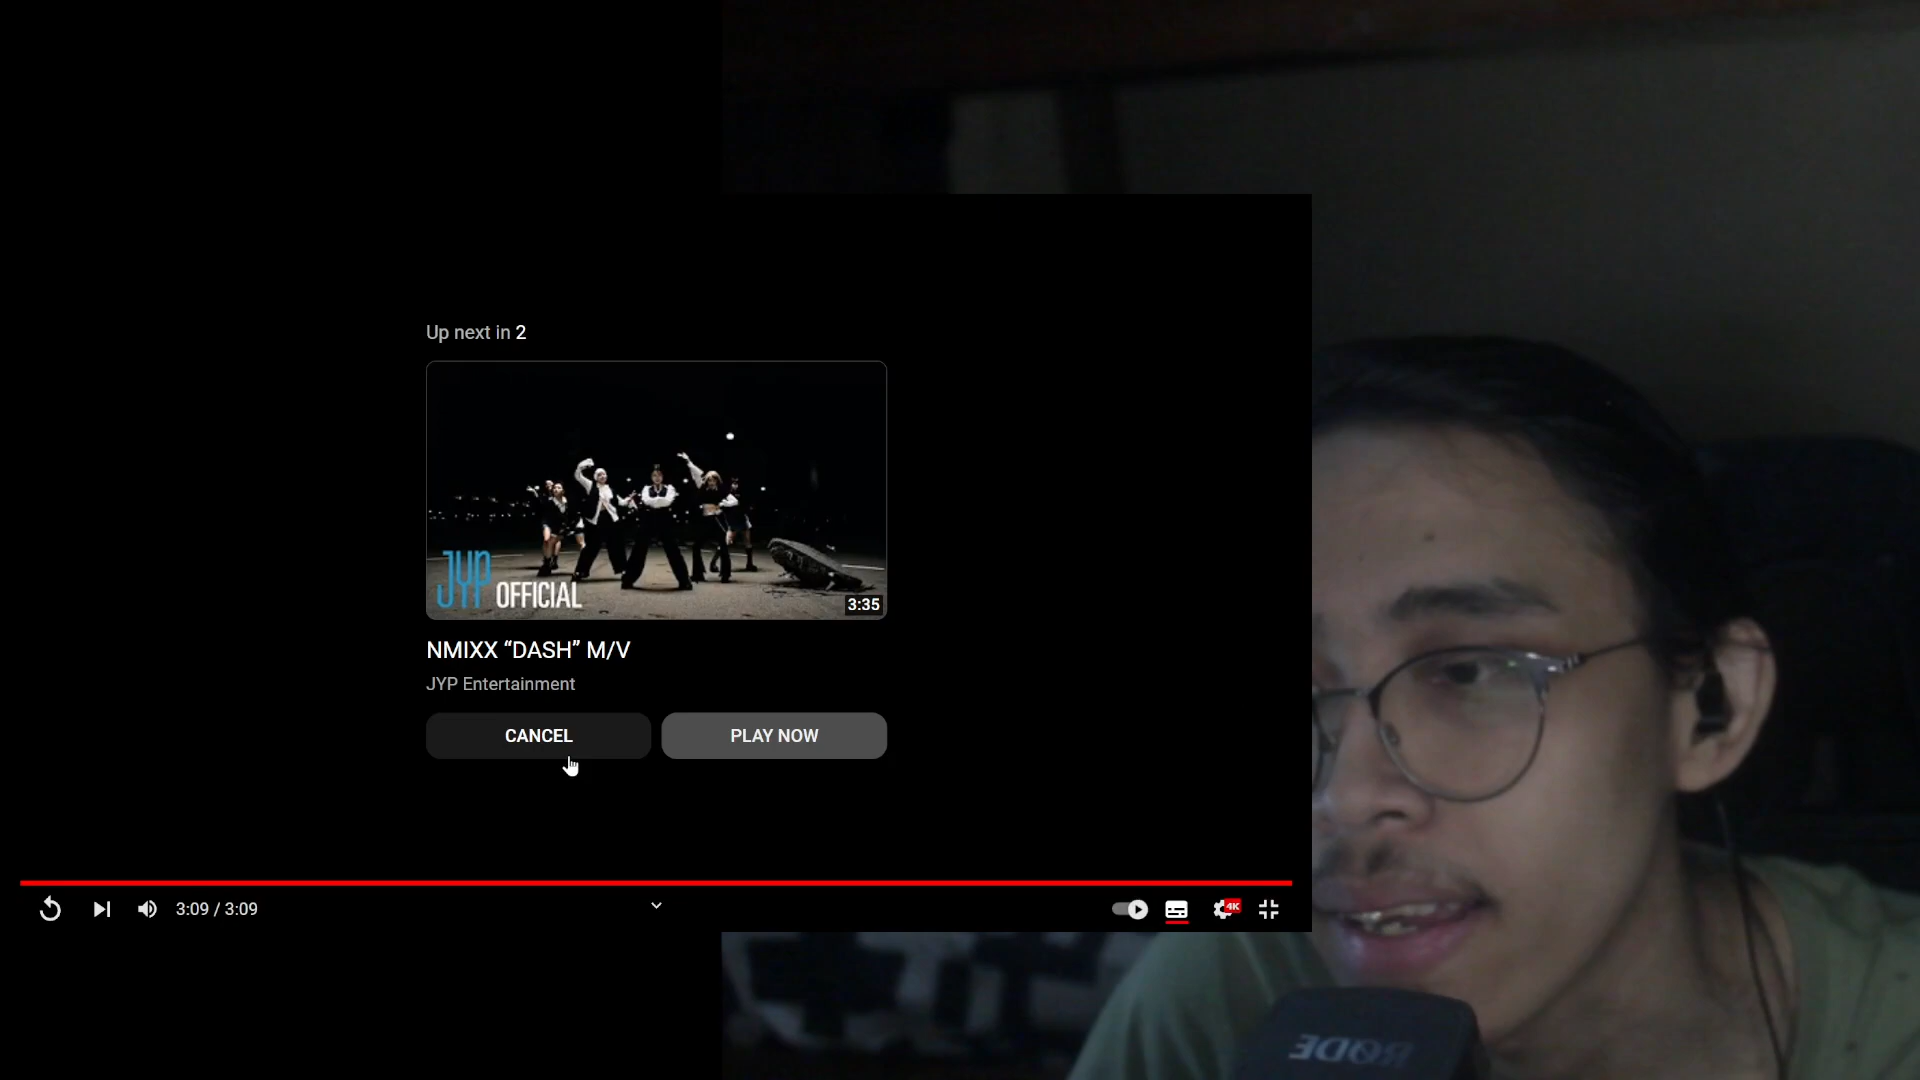 Up next in 2
JYP OFFICIAL
3:35
NMIXX “DASH” M/V
JYP Entertainment
CANCEL
PLAY NOW
3:09 / 3:09
4K
RØDE